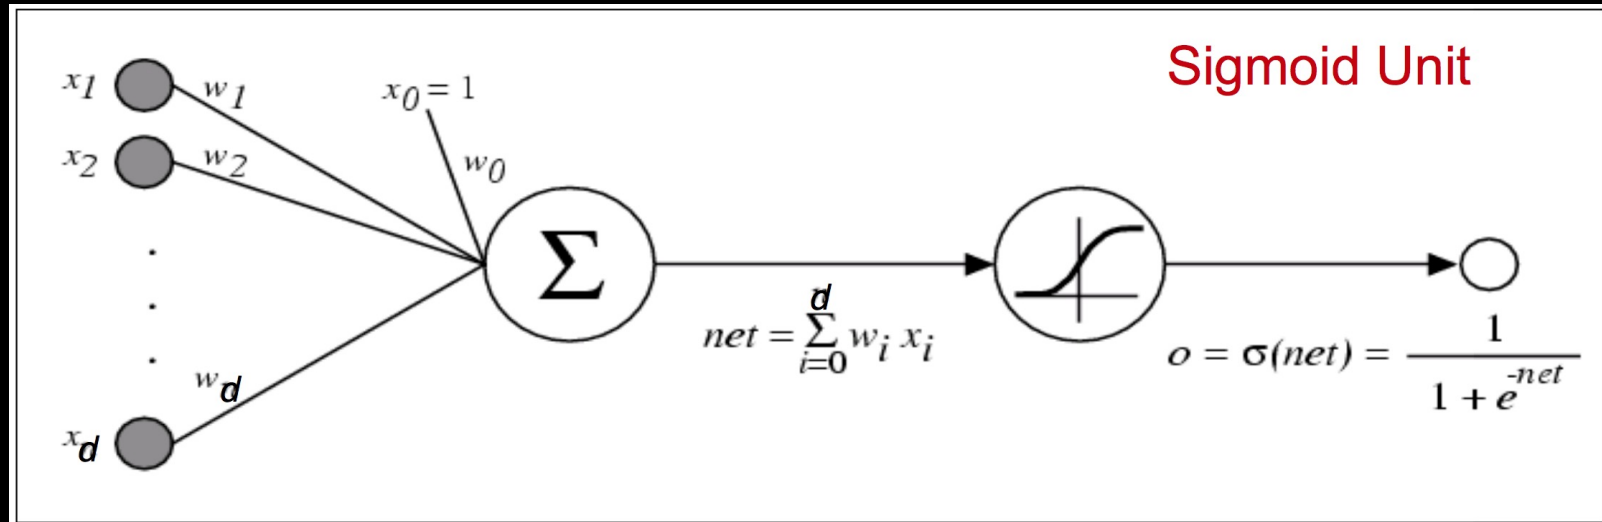 Sigmoid Unit
x1 w1
x0 = 1
x2 w2
w0
Σ
d
net = Σ wi xi
i=0
wd
xd
1
o = σ(net) = 
1 + e-net